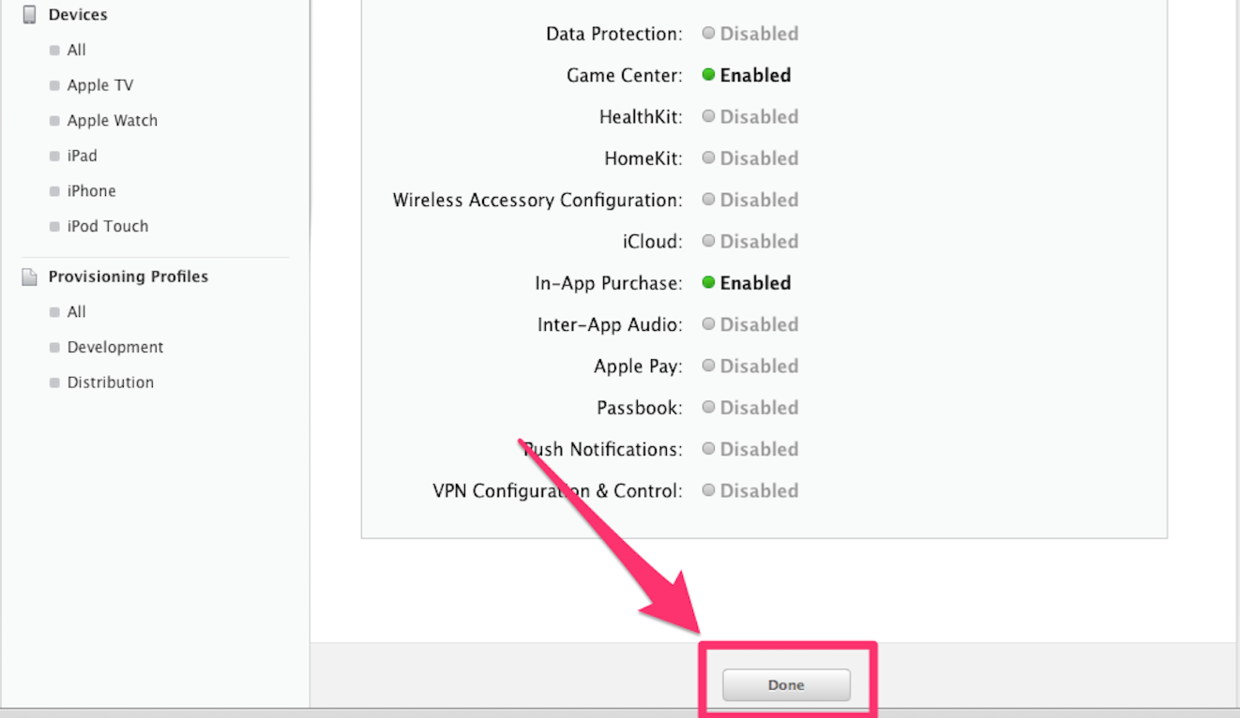 Devices
All
Apple TV
Apple Watch
iPad
iPhone
iPod Touch
Provisioning Profiles
All
Development
Distribution
Data Protection: Disabled
Game Center: Enabled
HealthKit: Disabled
HomeKit: Disabled
Wireless Accessory Configuration: Disabled
iCloud: Disabled
In-App Purchase: Enabled
Inter-App Audio: Disabled
Apple Pay: Disabled
Passbook: Disabled
Push Notifications: Disabled
VPN Configuration & Control: Disabled
Done